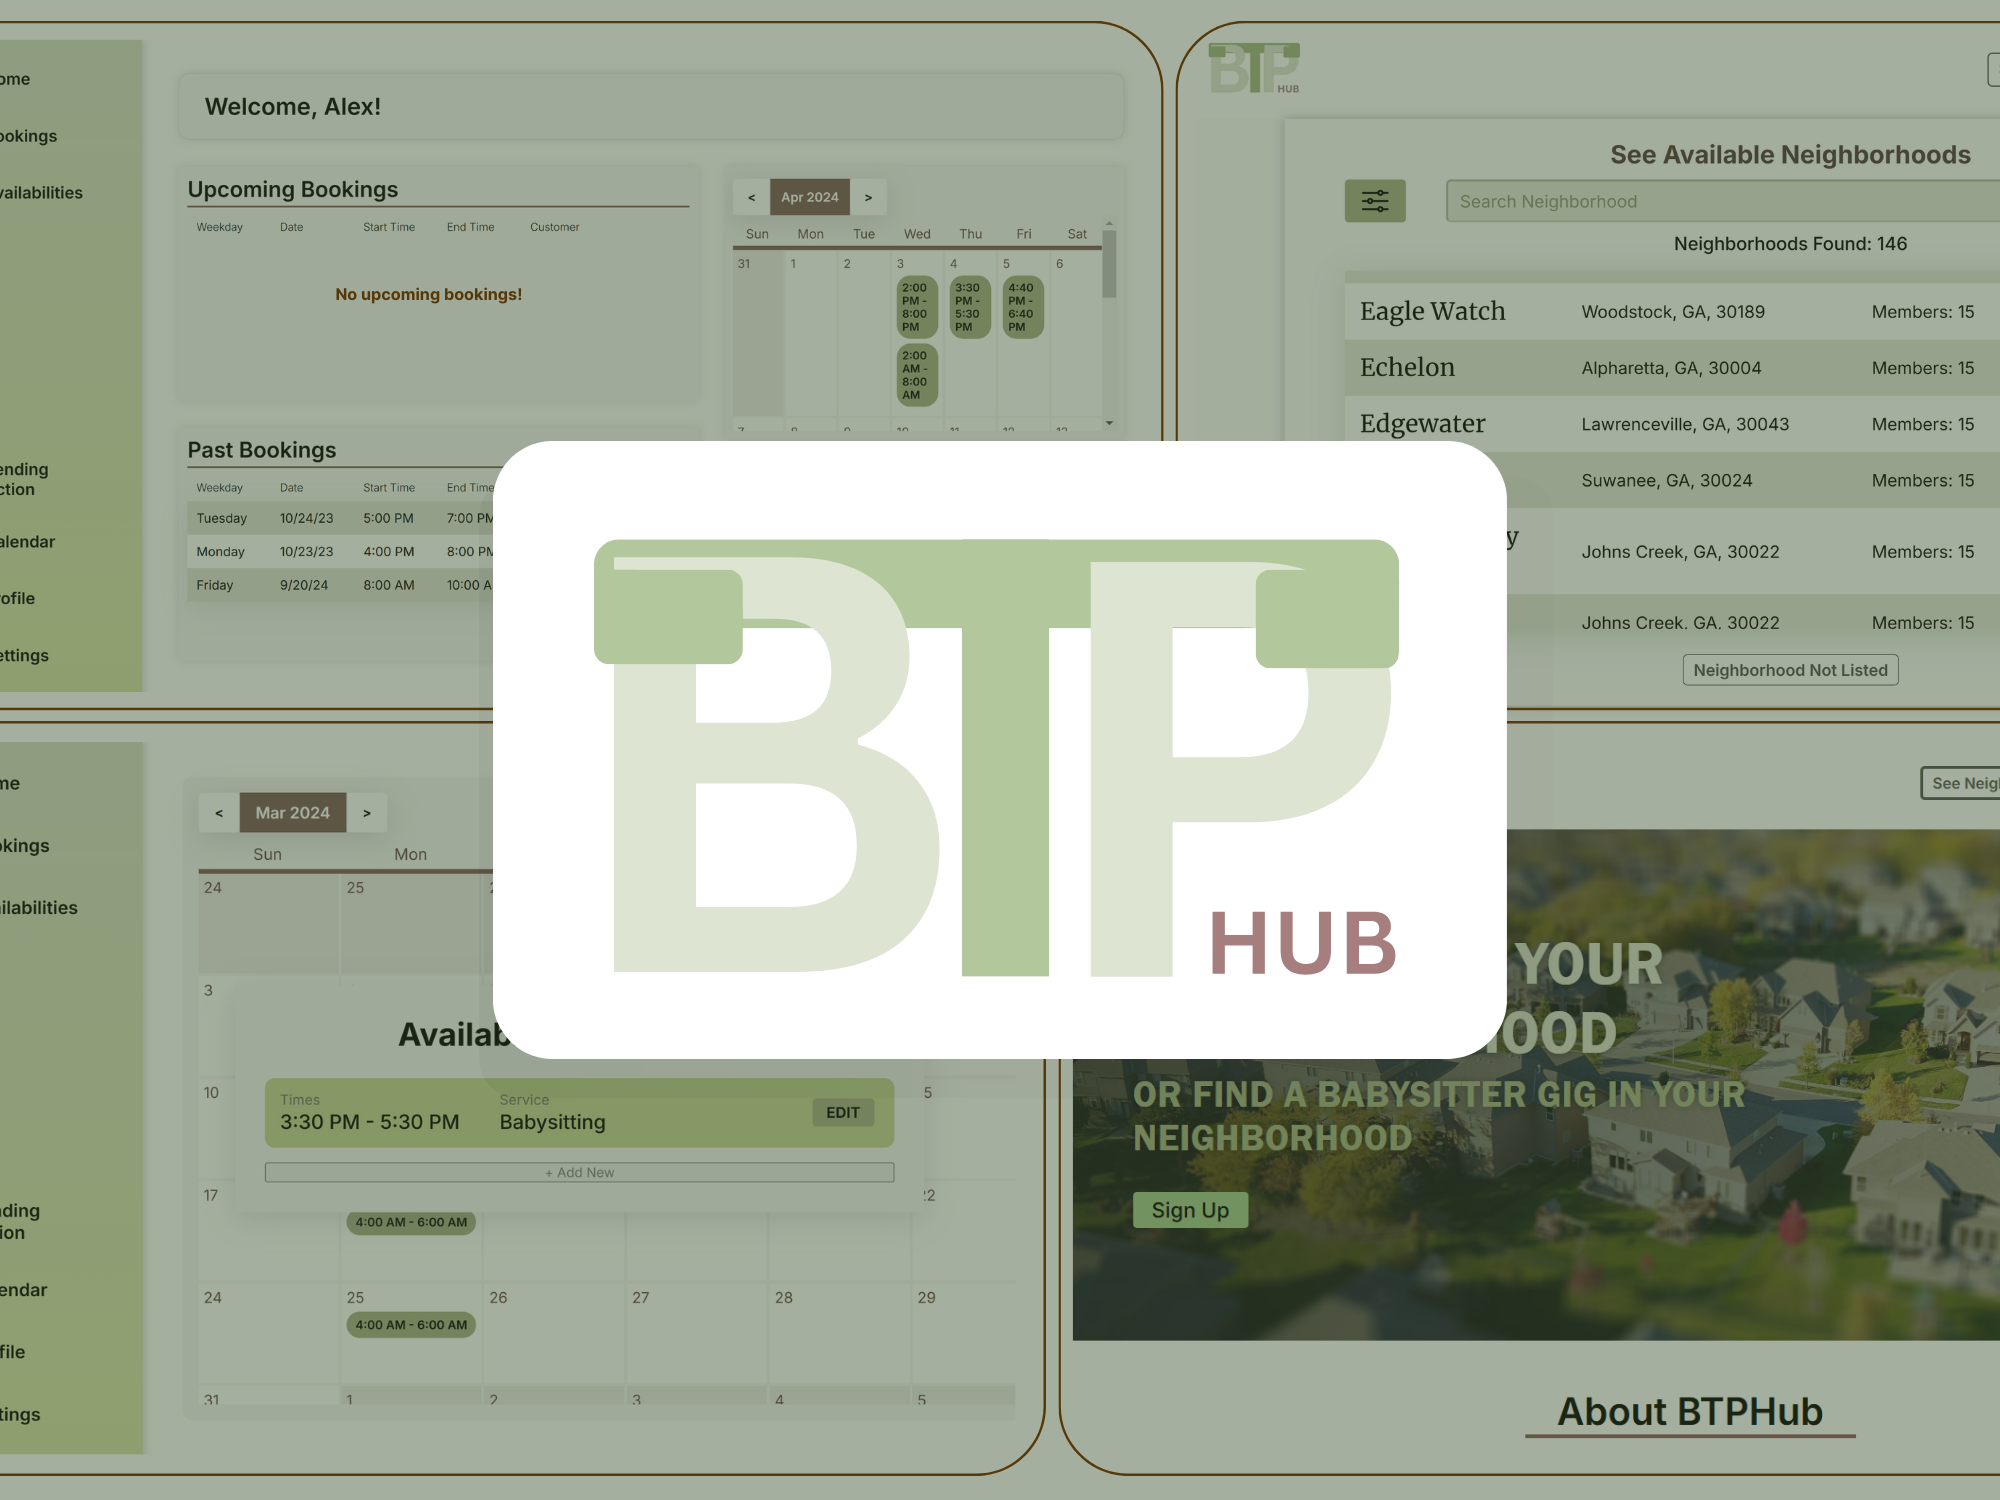 ome
ookings
vailabilities
ending
ction
alendar
rofile
ettings
Welcome, Alex!
Upcoming Bookings
Weekday Date Start Time End Time Customer
No upcoming bookings!
< Apr 2024 >
Sun Mon Tue Wed Thu Fri Sat
31 1 2 3 4 5 6
2:00 PM - 8:00 PM
3:30 PM - 5:30 PM
4:40 PM - 6:40 PM
2:00 AM - 8:00 AM
7 8 9 10 11 12 13
Past Bookings
Weekday Date Start Time End Time
Tuesday 10/24/23 5:00 PM 7:00 PM
Monday 10/23/23 4:00 PM 8:00 PM
Friday 9/20/24 8:00 AM 10:00 A
BTP
HUB
See Available Neighborhoods
Search Neighborhood
Neighborhoods Found: 146
Eagle Watch Woodstock, GA, 30189 Members: 15
Echelon Alpharetta, GA, 30004 Members: 15
Edgewater Lawrenceville, GA, 30043 Members: 15
Suwanee, GA, 30024 Members: 15
y Johns Creek, GA, 30022 Members: 15
Johns Creek, GA, 30022 Members: 15
Neighborhood Not Listed
BTP
HUB
me
okings
ilabilities
ding
ion
endar
file
tings
< Mar 2024 >
Sun Mon
24 25 2
3
10 5
17 22
Availab
Times Service
3:30 PM - 5:30 PM Babysitting EDIT
+ Add New
4:00 AM - 6:00 AM
24 25 26 27 28 29
4:00 AM - 6:00 AM
31 1 2 3 4 5
See Neig
YOUR
OOD
OR FIND A BABYSITTER GIG IN YOUR
NEIGHBORHOOD
Sign Up
About BTPHub